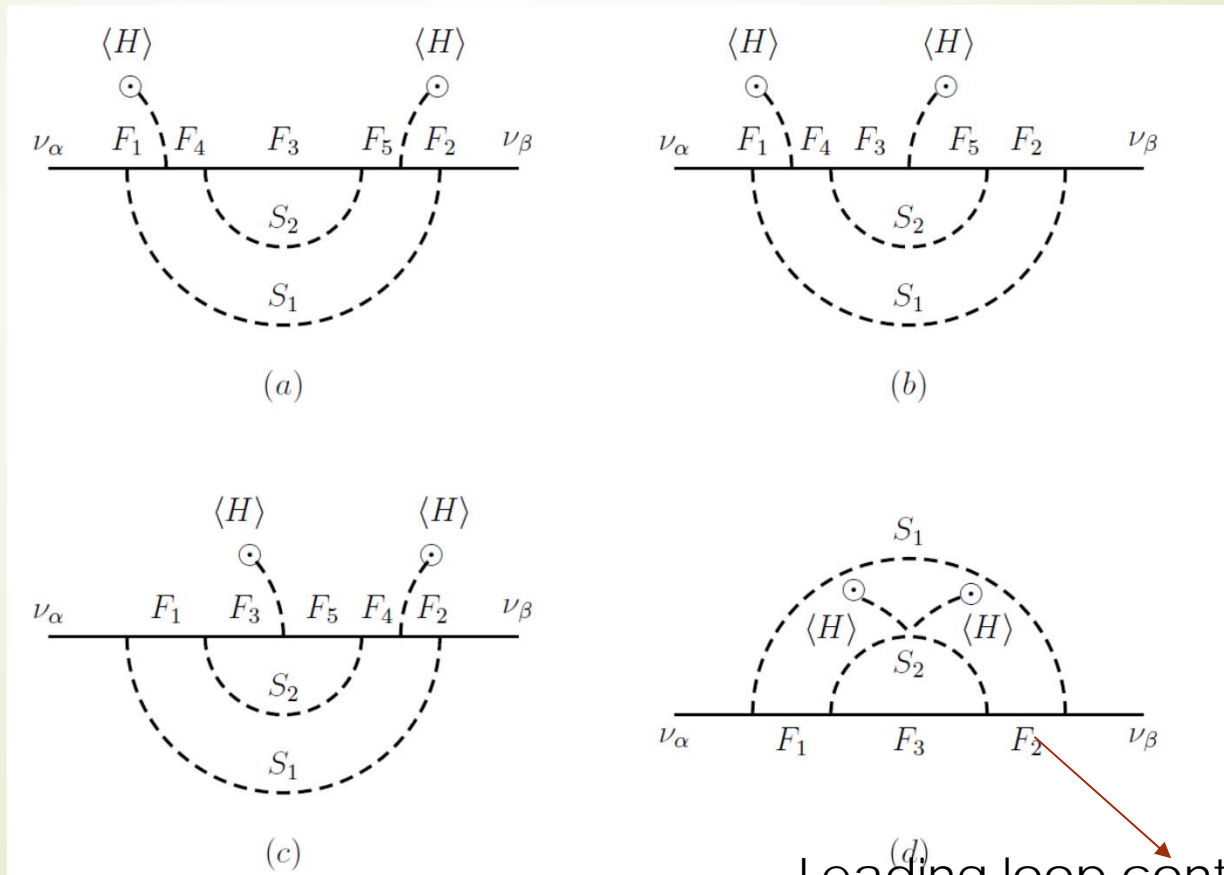 ⟨H⟩ ⟨H⟩
ν_α F_1 F_4 F_3 F_5 F_2 ν_β
S_2
S_1
(a)
⟨H⟩ ⟨H⟩
ν_α F_1 F_4 F_3 F_5 F_2 ν_β
S_2
S_1
(b)
⟨H⟩ ⟨H⟩
ν_α F_1 F_3 F_5 F_4 F_2 ν_β
S_2
S_1
(c)
S_1
⟨H⟩ ⟨H⟩
S_2
ν_α F_1 F_3 F_2 ν_β
(d)
Leading loop cont